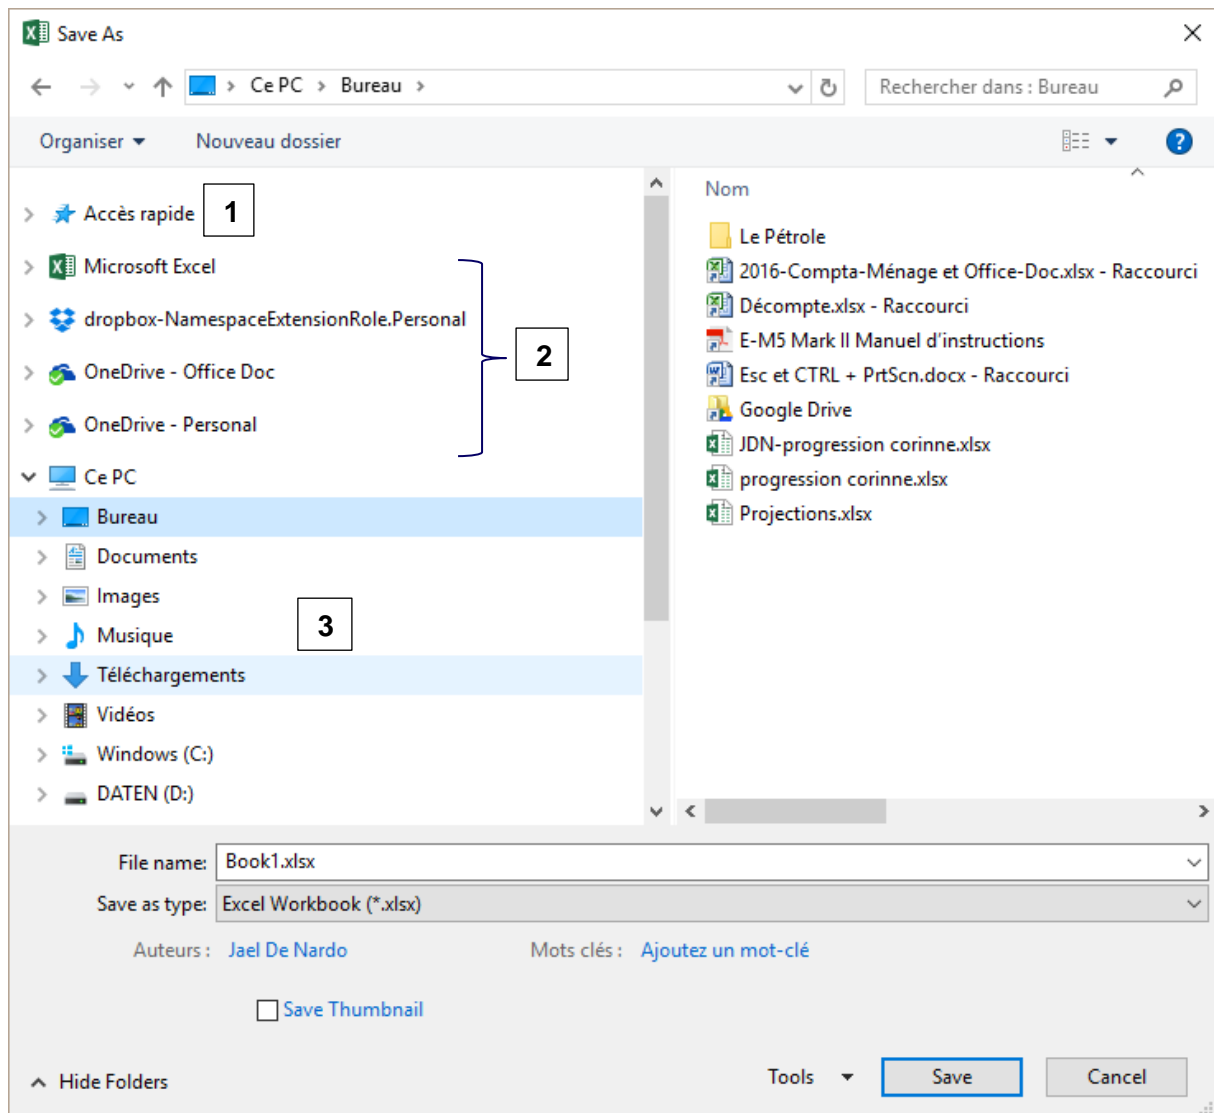 Save As
Ce PC > Bureau >
Rechercher dans : Bureau
Organiser
Nouveau dossier
Accès rapide
1
Microsoft Excel
dropbox-NamespaceExtensionRole.Personal
OneDrive - Office Doc
OneDrive - Personal
2
Ce PC
Bureau
Documents
Images
Musique
3
Téléchargements
Vidéos
Windows (C:)
DATEN (D:)
Nom
Le Pétrole
2016-Compta-Ménage et Office-Doc.xlsx - Raccourci
Décompte.xlsx - Raccourci
E-M5 Mark II Manuel d'instructions
Esc et CTRL + PrtScn.docx - Raccourci
Google Drive
JDN-progression corinne.xlsx
progression corinne.xlsx
Projections.xlsx
File name: Book1.xlsx
Save as type: Excel Workbook (*.xlsx)
Auteurs : Jael De Nardo
Mots clés : Ajoutez un mot-clé
Save Thumbnail
Hide Folders
Tools
Save
Cancel